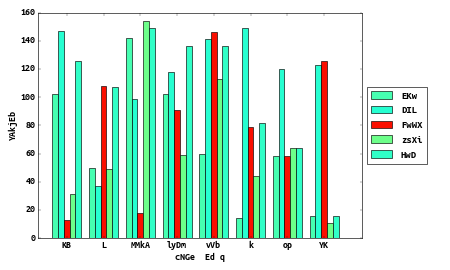 160
140
120
100
80
60
40
20
0
YAkjEb
KB L MMkA lyDm vVb k op YK
cNGe Ed q
EKw
DIL
FwWX
zsXi
HwD